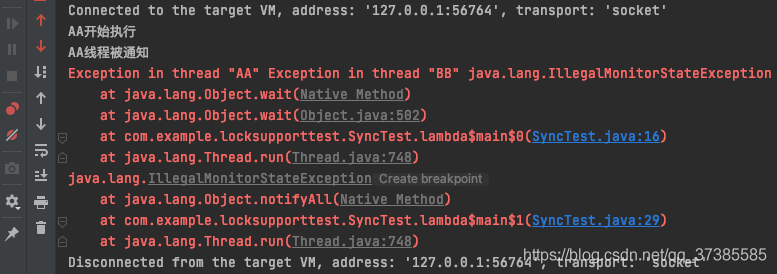 Connected to the target VM, address: '127.0.0.1:56764', transport: 'socket'
AA开始执行
AA线程被通知
Exception in thread "AA" Exception in thread "BB" java.lang.IllegalMonitorStateException
at java.lang.Object.wait(Native Method)
at java.lang.Object.wait(Object.java:502)
at com.example.locksupporttest.SyncTest.lambda$main$0(SyncTest.java:16)
at java.lang.Thread.run(Thread.java:748)
java.lang.IllegalMonitorStateException Create breakpoint
at java.lang.Object.notifyAll(Native Method)
at com.example.locksupporttest.SyncTest.lambda$main$1(SyncTest.java:29)
at java.lang.Thread.run(Thread.java:748)
Disconnected from the target VM, address: '127.0.0.1:56764', transport: 'socket'
https://blog.csdn.net/qq_37385585